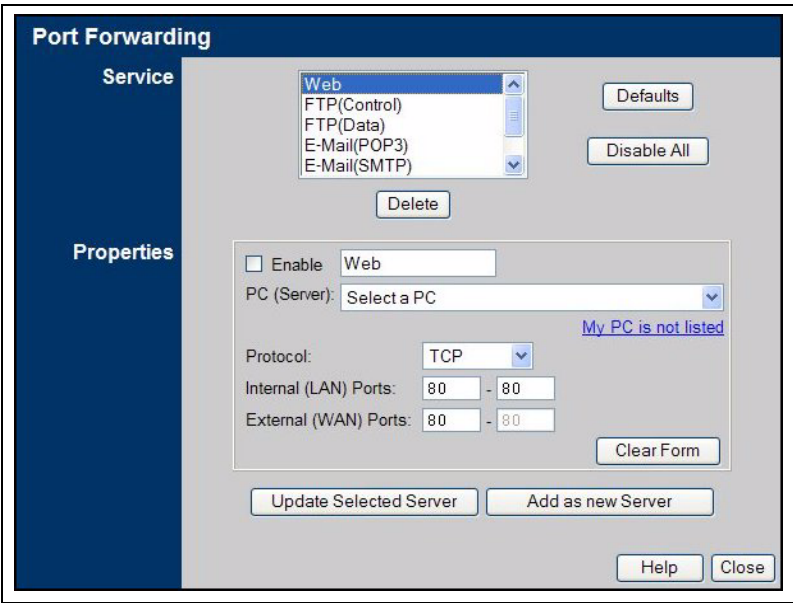 Port Forwarding
Service
Web
FTP(Control)
FTP(Data)
E-Mail(POP3)
E-Mail(SMTP)
Defaults
Disable All
Delete
Properties
Enable Web
PC (Server): Select a PC
My PC is not listed
Protocol: TCP
Internal (LAN) Ports: 80 - 80
External (WAN) Ports: 80 - 80
Clear Form
Update Selected Server Add as new Server
Help Close